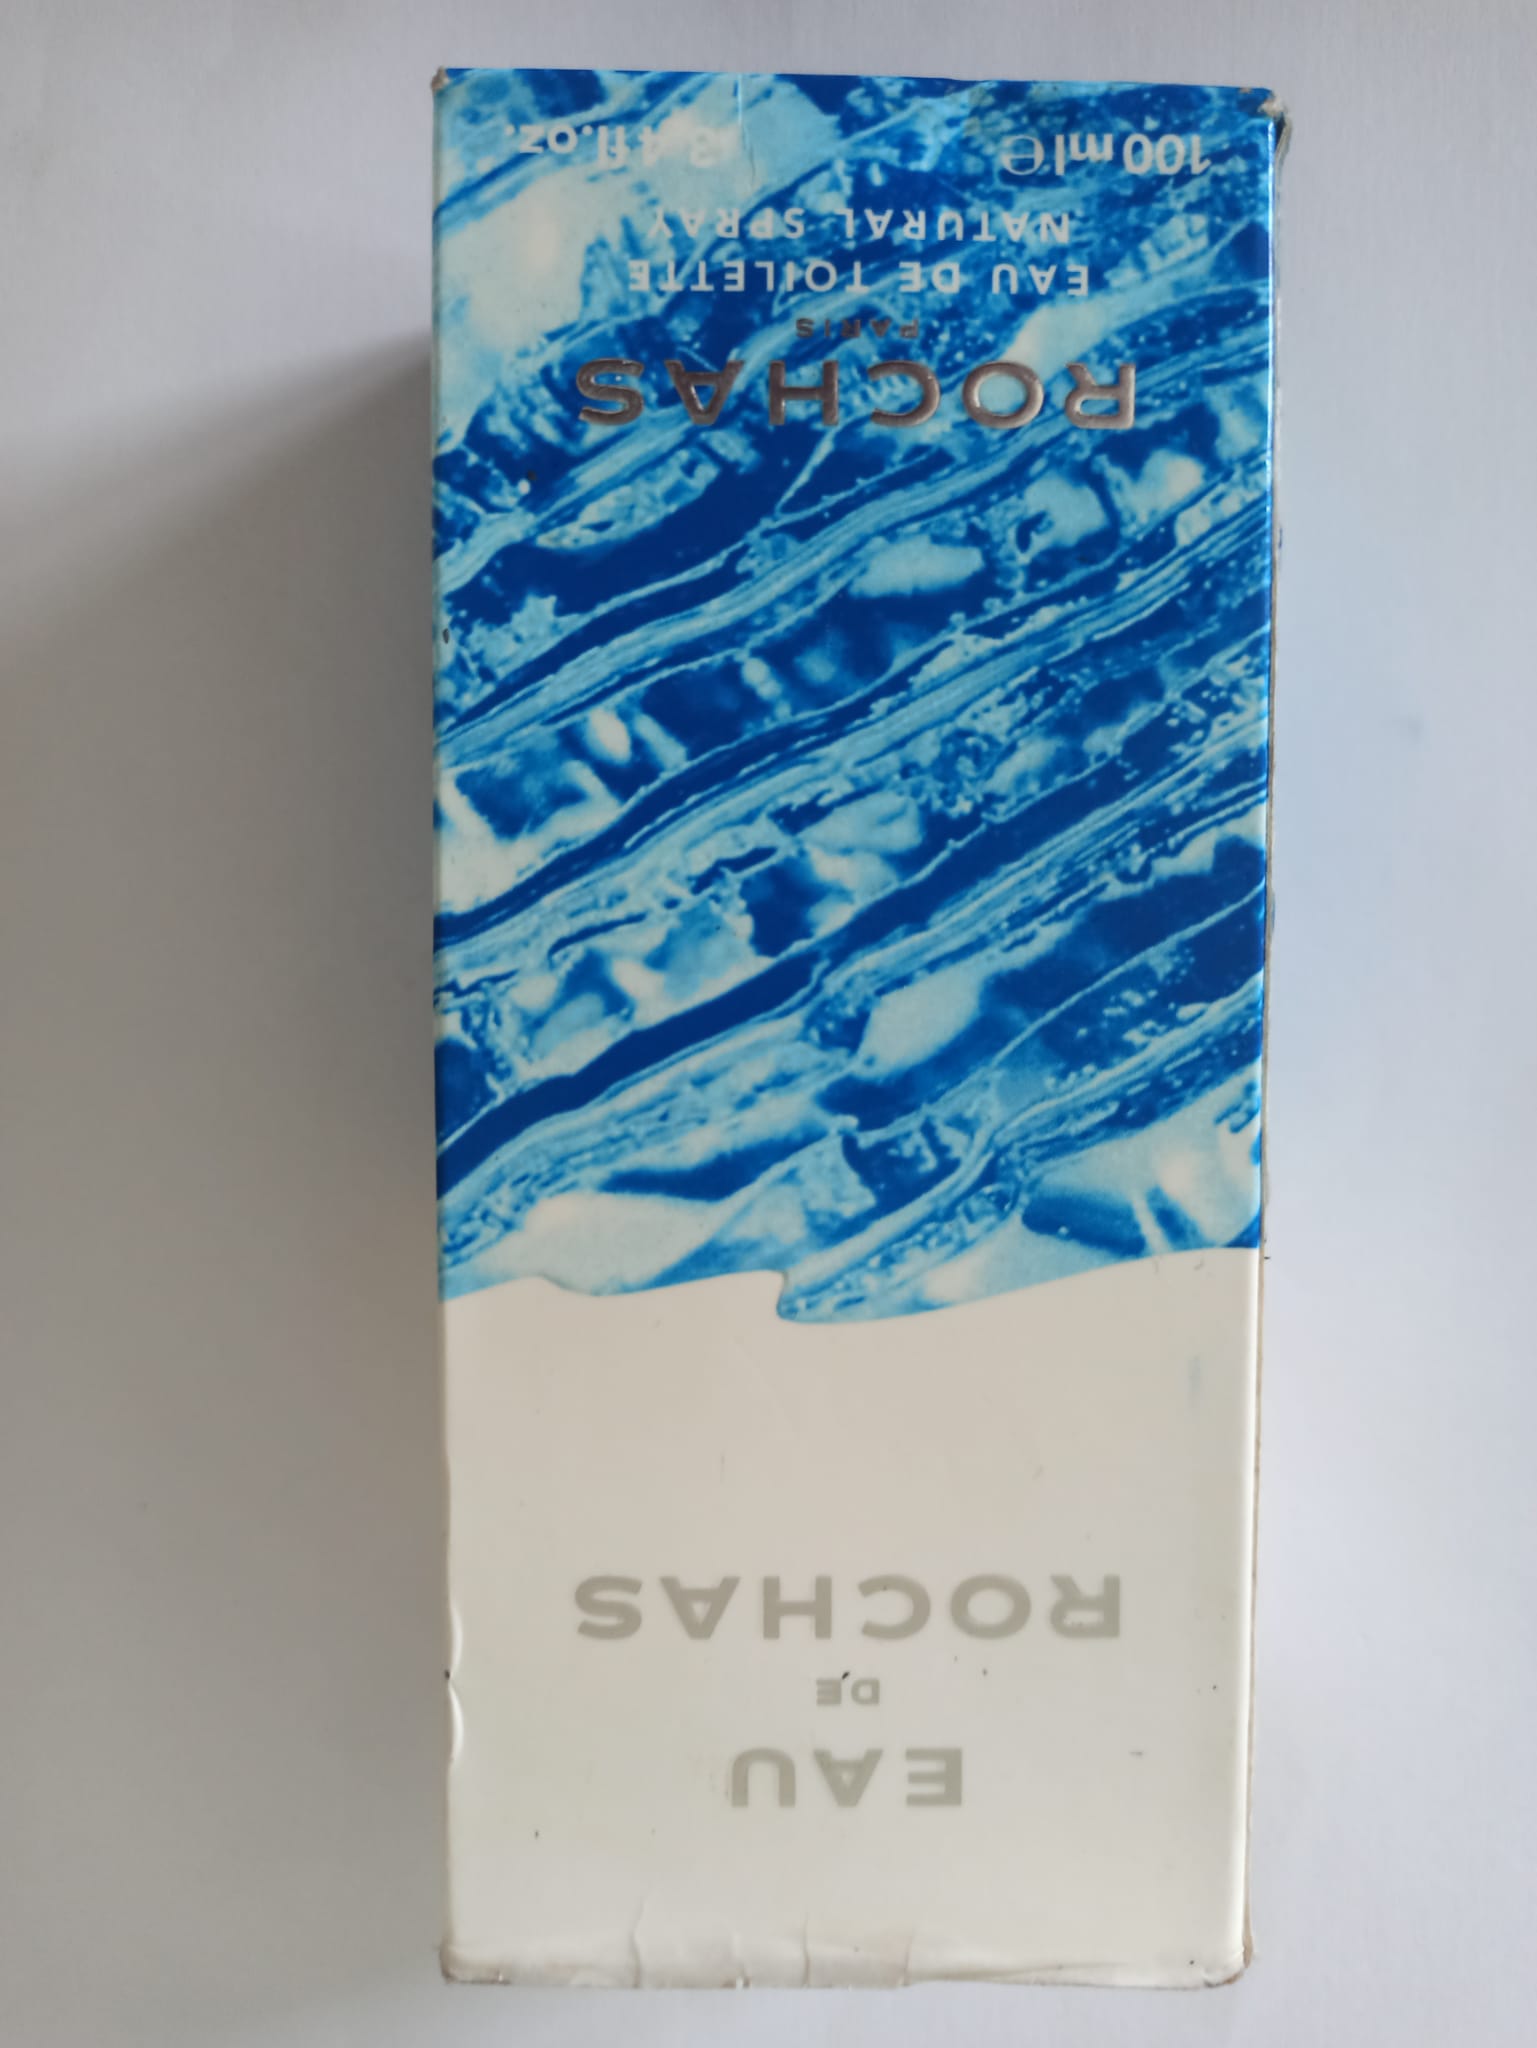 EAU
DE
ROCHAS
ROCHAS
PARIS
EAU DE TOILETTE
NATURAL SPRAY
100 ml e 3.4 fl.oz.